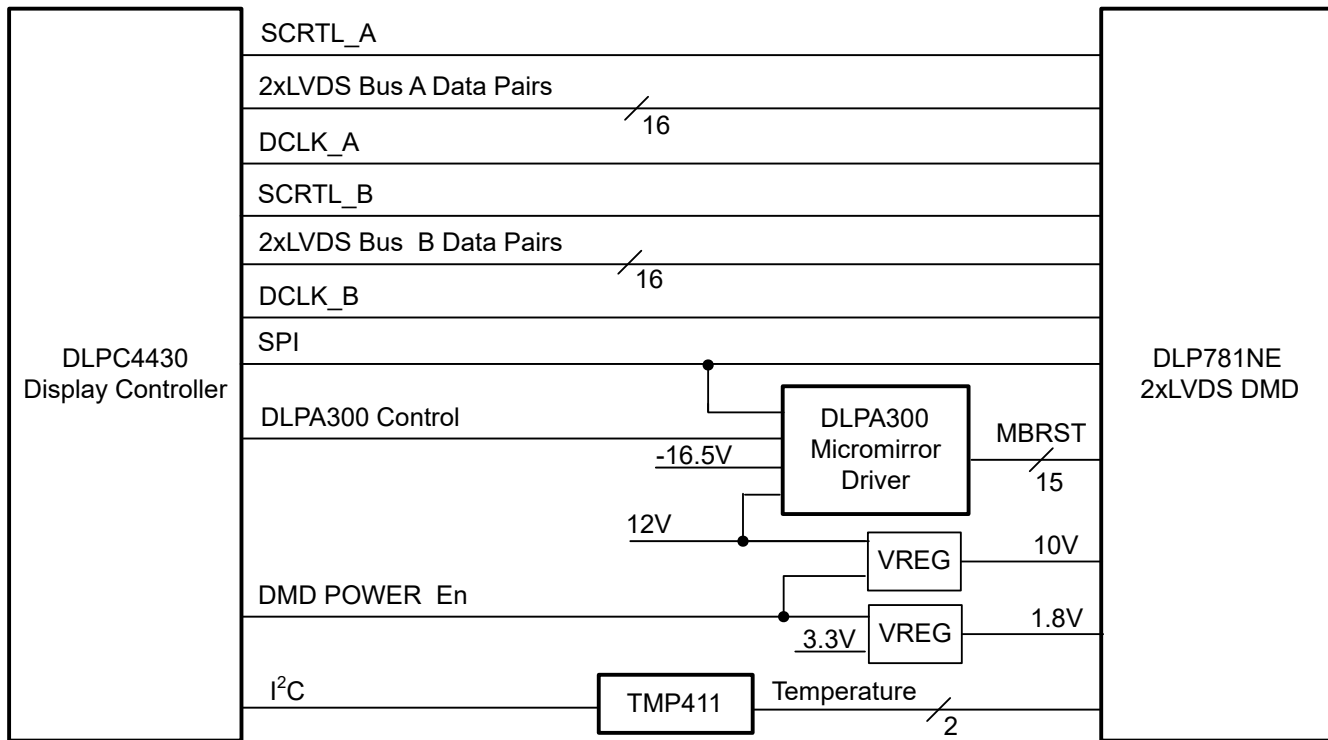 SCRTL_A
2xLVDS Bus A Data Pairs
16
DCLK_A
SCRTL_B
2xLVDS Bus B Data Pairs
16
DCLK_B
SPI
DLPC4430
Display Controller
DLP781NE
2xLVDS DMD
DLPA300 Control
DLPA300
Micromirror
Driver
MBRST
15
-16.5V
12V
VREG
10V
DMD POWER En
3.3V
VREG
1.8V
I²C
TMP411
Temperature
2